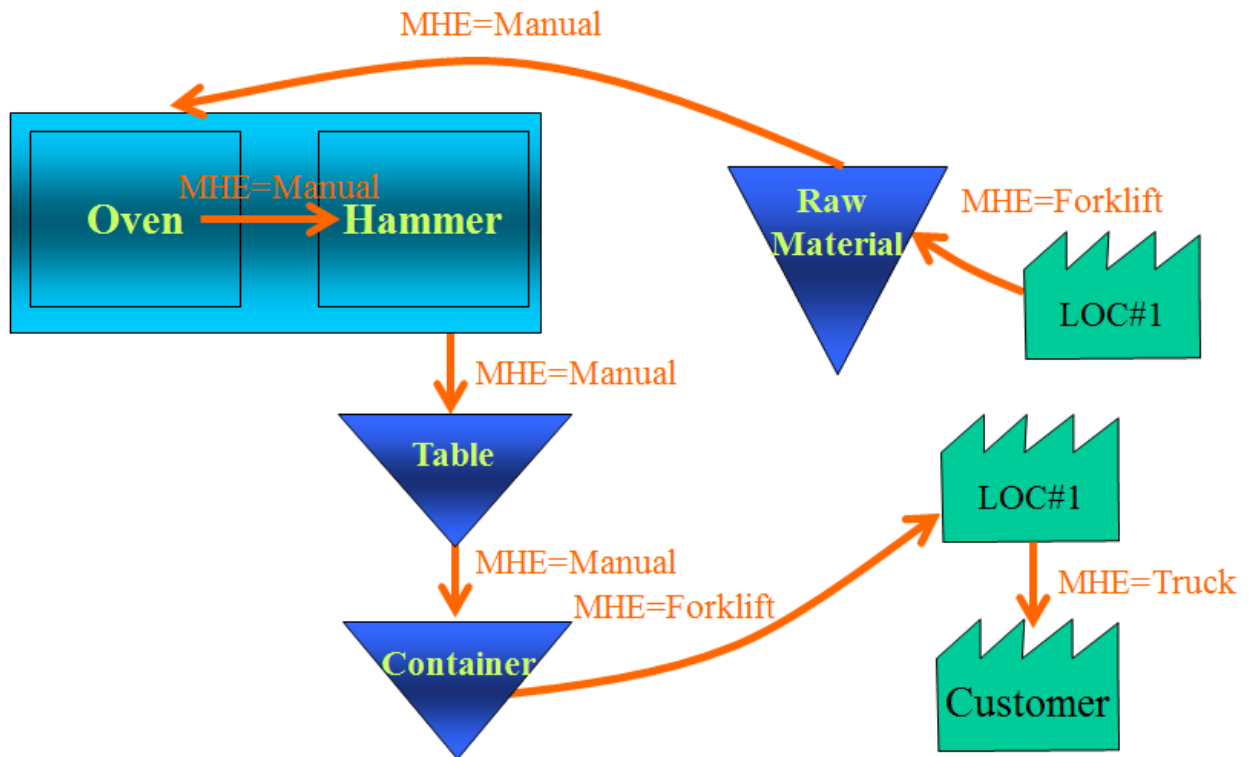 MHE=Manual
MHE=Manual
Oven
Hammer
Raw
Material
MHE=Forklift
LOC#1
MHE=Manual
Table
LOC#1
MHE=Manual
MHE=Forklift
MHE=Truck
Container
Customer